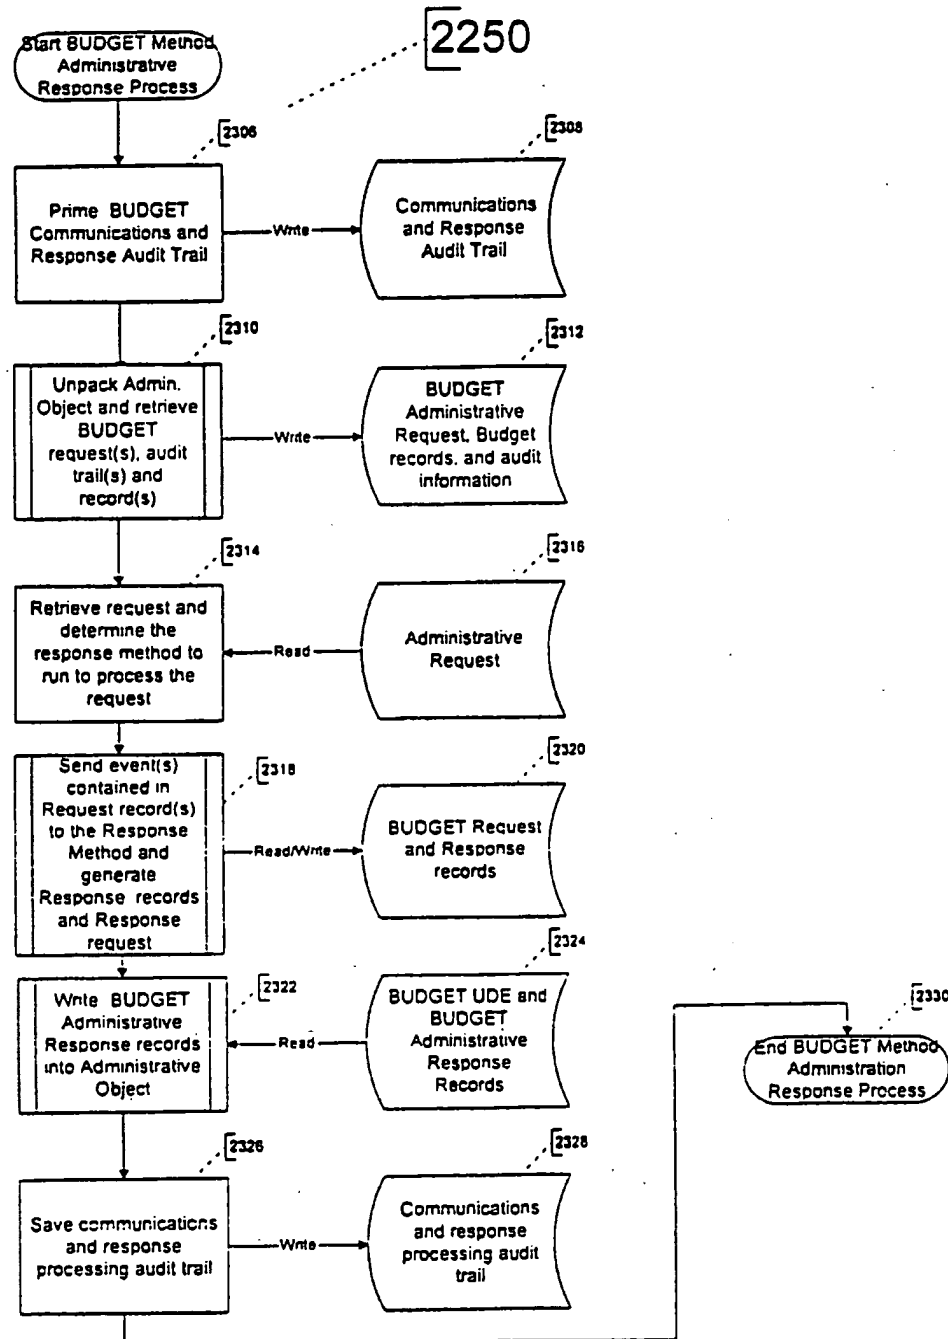 2250
Start BUDGET Method
Administrative
Response Process
2306
Prime BUDGET
Communications and
Response Audit Trail
Write
2308
Communications
and Response
Audit Trail
2310
Unpack Admin.
Object and retrieve
BUDGET
request(s), audit
trail(s) and
record(s)
Write
2312
BUDGET
Administrative
Request, Budget
records, and audit
information
2314
Retrieve request and
determine the
response method to
run to process the
request
Read
2316
Administrative
Request
2318
Send event(s)
contained in
Request record(s)
to the Response
Method and
generate
Response records
and Response
request
Read/Write
2320
BUDGET Request
and Response
records
2322
Write BUDGET
Administrative
Response records
into Administrative
Object
Read
2324
BUDGET UDE and
BUDGET
Administrative
Response
Records
2326
Save communications
and response
processing audit trail
Write
2328
Communications
and response
processing audit
trail
2330
End BUDGET Method
Administration
Response Process